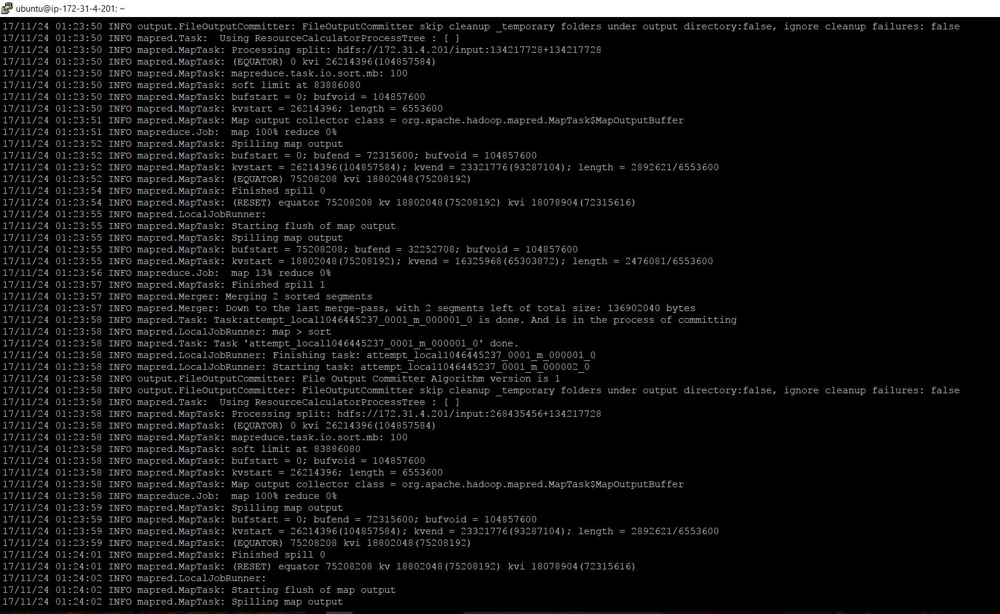 ubuntu@ip-172-31-4-201: ~
17/11/24 01:23:50 INFO output.FileOutputCommitter: FileOutputCommitter skip cleanup _temporary folders under output directory:false, ignore cleanup failures: false
17/11/24 01:23:50 INFO mapred.Task:  Using ResourceCalculatorProcessTree : [ ]
17/11/24 01:23:50 INFO mapred.MapTask: Processing split: hdfs://172.31.4.201/input:134217728+134217728
17/11/24 01:23:50 INFO mapred.MapTask: (EQUATOR) 0 kvi 26214396(104857584)
17/11/24 01:23:50 INFO mapred.MapTask: mapreduce.task.io.sort.mb: 100
17/11/24 01:23:50 INFO mapred.MapTask: soft limit at 83886080
17/11/24 01:23:50 INFO mapred.MapTask: bufstart = 0; bufvoid = 104857600
17/11/24 01:23:50 INFO mapred.MapTask: kvstart = 26214396; length = 6553600
17/11/24 01:23:51 INFO mapred.MapTask: Map output collector class = org.apache.hadoop.mapred.MapTask$MapOutputBuffer
17/11/24 01:23:51 INFO mapreduce.Job:  map 100% reduce 0%
17/11/24 01:23:52 INFO mapred.MapTask: Spilling map output
17/11/24 01:23:52 INFO mapred.MapTask: bufstart = 0; bufend = 72315600; bufvoid = 104857600
17/11/24 01:23:52 INFO mapred.MapTask: kvstart = 26214396(104857584); kvend = 23321776(93287104); length = 2892621/6553600
17/11/24 01:23:52 INFO mapred.MapTask: (EQUATOR) 75208208 kvi 18802048(75208192)
17/11/24 01:23:54 INFO mapred.MapTask: Finished spill 0
17/11/24 01:23:54 INFO mapred.MapTask: (RESET) equator 75208208 kv 18802048(75208192) kvi 18078904(72315616)
17/11/24 01:23:55 INFO mapred.LocalJobRunner:
17/11/24 01:23:55 INFO mapred.MapTask: Starting flush of map output
17/11/24 01:23:55 INFO mapred.MapTask: Spilling map output
17/11/24 01:23:55 INFO mapred.MapTask: bufstart = 75208208; bufend = 32252708; bufvoid = 104857600
17/11/24 01:23:55 INFO mapred.MapTask: kvstart = 18802048(75208192); kvend = 16325968(65303872); length = 2476081/6553600
17/11/24 01:23:56 INFO mapreduce.Job:  map 13% reduce 0%
17/11/24 01:23:57 INFO mapred.MapTask: Finished spill 1
17/11/24 01:23:57 INFO mapred.Merger: Merging 2 sorted segments
17/11/24 01:23:57 INFO mapred.Merger: Down to the last merge-pass, with 2 segments left of total size: 136902040 bytes
17/11/24 01:23:58 INFO mapred.Task: Task:attempt_local1046445237_0001_m_000001_0 is done. And is in the process of committing
17/11/24 01:23:58 INFO mapred.LocalJobRunner: map > sort
17/11/24 01:23:58 INFO mapred.Task: Task 'attempt_local1046445237_0001_m_000001_0' done.
17/11/24 01:23:58 INFO mapred.LocalJobRunner: Finishing task: attempt_local1046445237_0001_m_000001_0
17/11/24 01:23:58 INFO mapred.LocalJobRunner: Starting task: attempt_local1046445237_0001_m_000002_0
17/11/24 01:23:58 INFO output.FileOutputCommitter: File Output Committer Algorithm version is 1
17/11/24 01:23:58 INFO output.FileOutputCommitter: FileOutputCommitter skip cleanup _temporary folders under output directory:false, ignore cleanup failures: false
17/11/24 01:23:58 INFO mapred.Task:  Using ResourceCalculatorProcessTree : [ ]
17/11/24 01:23:58 INFO mapred.MapTask: Processing split: hdfs://172.31.4.201/input:268435456+134217728
17/11/24 01:23:58 INFO mapred.MapTask: (EQUATOR) 0 kvi 26214396(104857584)
17/11/24 01:23:58 INFO mapred.MapTask: mapreduce.task.io.sort.mb: 100
17/11/24 01:23:58 INFO mapred.MapTask: soft limit at 83886080
17/11/24 01:23:58 INFO mapred.MapTask: bufstart = 0; bufvoid = 104857600
17/11/24 01:23:58 INFO mapred.MapTask: kvstart = 26214396; length = 6553600
17/11/24 01:23:58 INFO mapred.MapTask: Map output collector class = org.apache.hadoop.mapred.MapTask$MapOutputBuffer
17/11/24 01:23:58 INFO mapreduce.Job:  map 100% reduce 0%
17/11/24 01:23:59 INFO mapred.MapTask: Spilling map output
17/11/24 01:23:59 INFO mapred.MapTask: bufstart = 0; bufend = 72315600; bufvoid = 104857600
17/11/24 01:23:59 INFO mapred.MapTask: kvstart = 26214396(104857584); kvend = 23321776(93287104); length = 2892621/6553600
17/11/24 01:23:59 INFO mapred.MapTask: (EQUATOR) 75208208 kvi 18802048(75208192)
17/11/24 01:24:01 INFO mapred.MapTask: Finished spill 0
17/11/24 01:24:01 INFO mapred.MapTask: (RESET) equator 75208208 kv 18802048(75208192) kvi 18078904(72315616)
17/11/24 01:24:02 INFO mapred.LocalJobRunner:
17/11/24 01:24:02 INFO mapred.MapTask: Starting flush of map output
17/11/24 01:24:02 INFO mapred.MapTask: Spilling map output